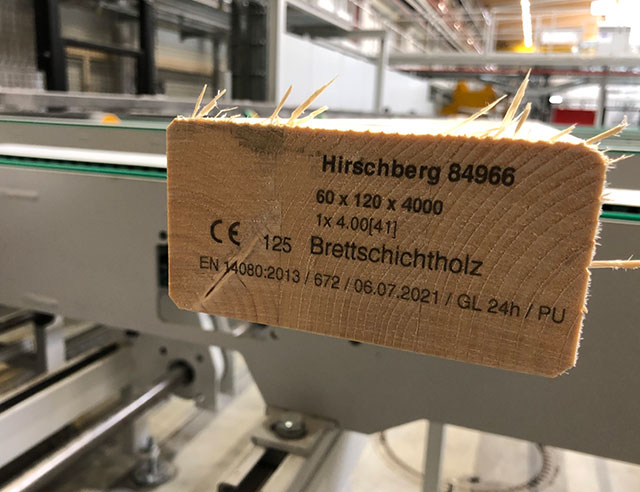 Hirschberg 84966
60 x 120 x 4000
1x 4.00[41]
CE 125 Brettschichtholz
EN 14080:2013 / 672 / 06.07.2021 / GL 24h / PU